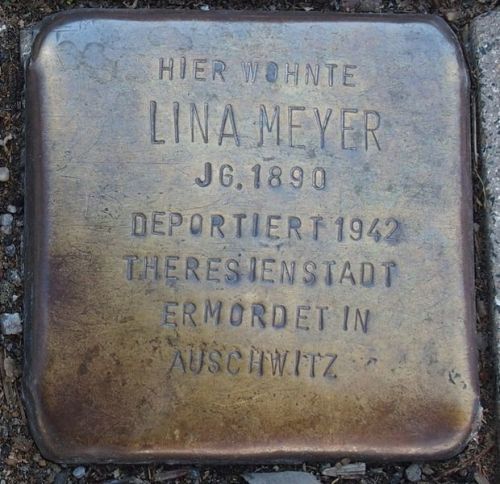 HIER WOHNTE
LINA MEYER
JG. 1890
DEPORTIERT 1942
THERESIENSTADT
ERMORDET IN
AUSCHWITZ